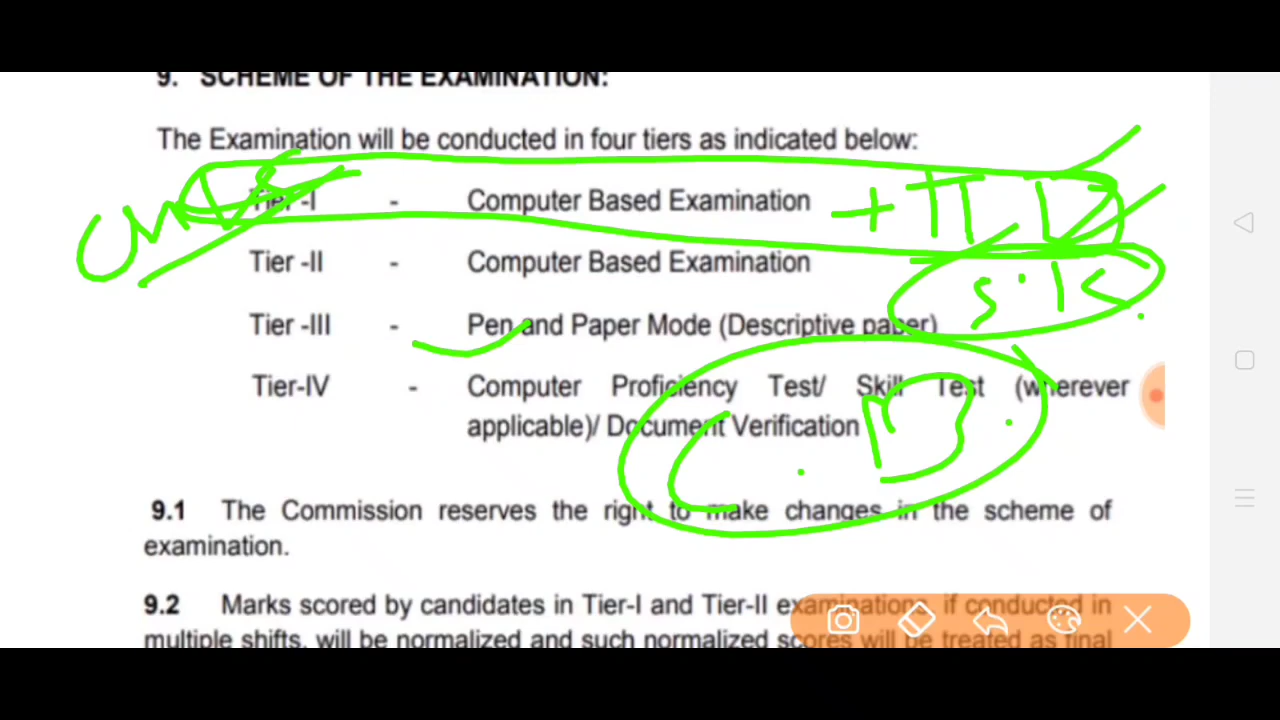 9. SCHEME OF THE EXAMINATION:
The Examination will be conducted in four tiers as indicated below:
Tier -I - Computer Based Examination + II
Tier -II - Computer Based Examination
Tier -III - Pen and Paper Mode (Descriptive paper)
Tier-IV - Computer Proficiency Test/ Skill Test (wherever
applicable)/ Document Verification
9.1 The Commission reserves the right to make changes in the scheme of
examination.
9.2 Marks scored by candidates in Tier-I and Tier-II examinations, if conducted in
multiple shifts, will be normalized and such normalized scores will be treated as final